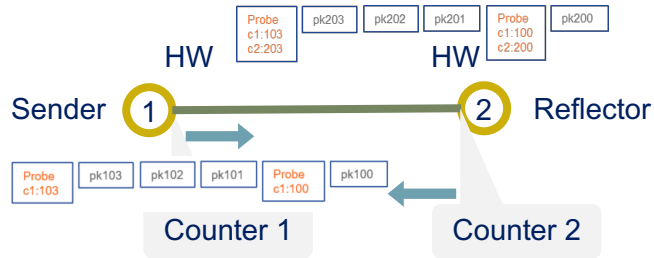 Probe
c1:103
c2:203
pk203
pk202
pk201
Probe
c1:100
c2:200
pk200
HW
HW
Sender
1
2
Reflector
Probe
c1:103
pk103
pk102
pk101
Probe
c1:100
pk100
Counter 1
Counter 2